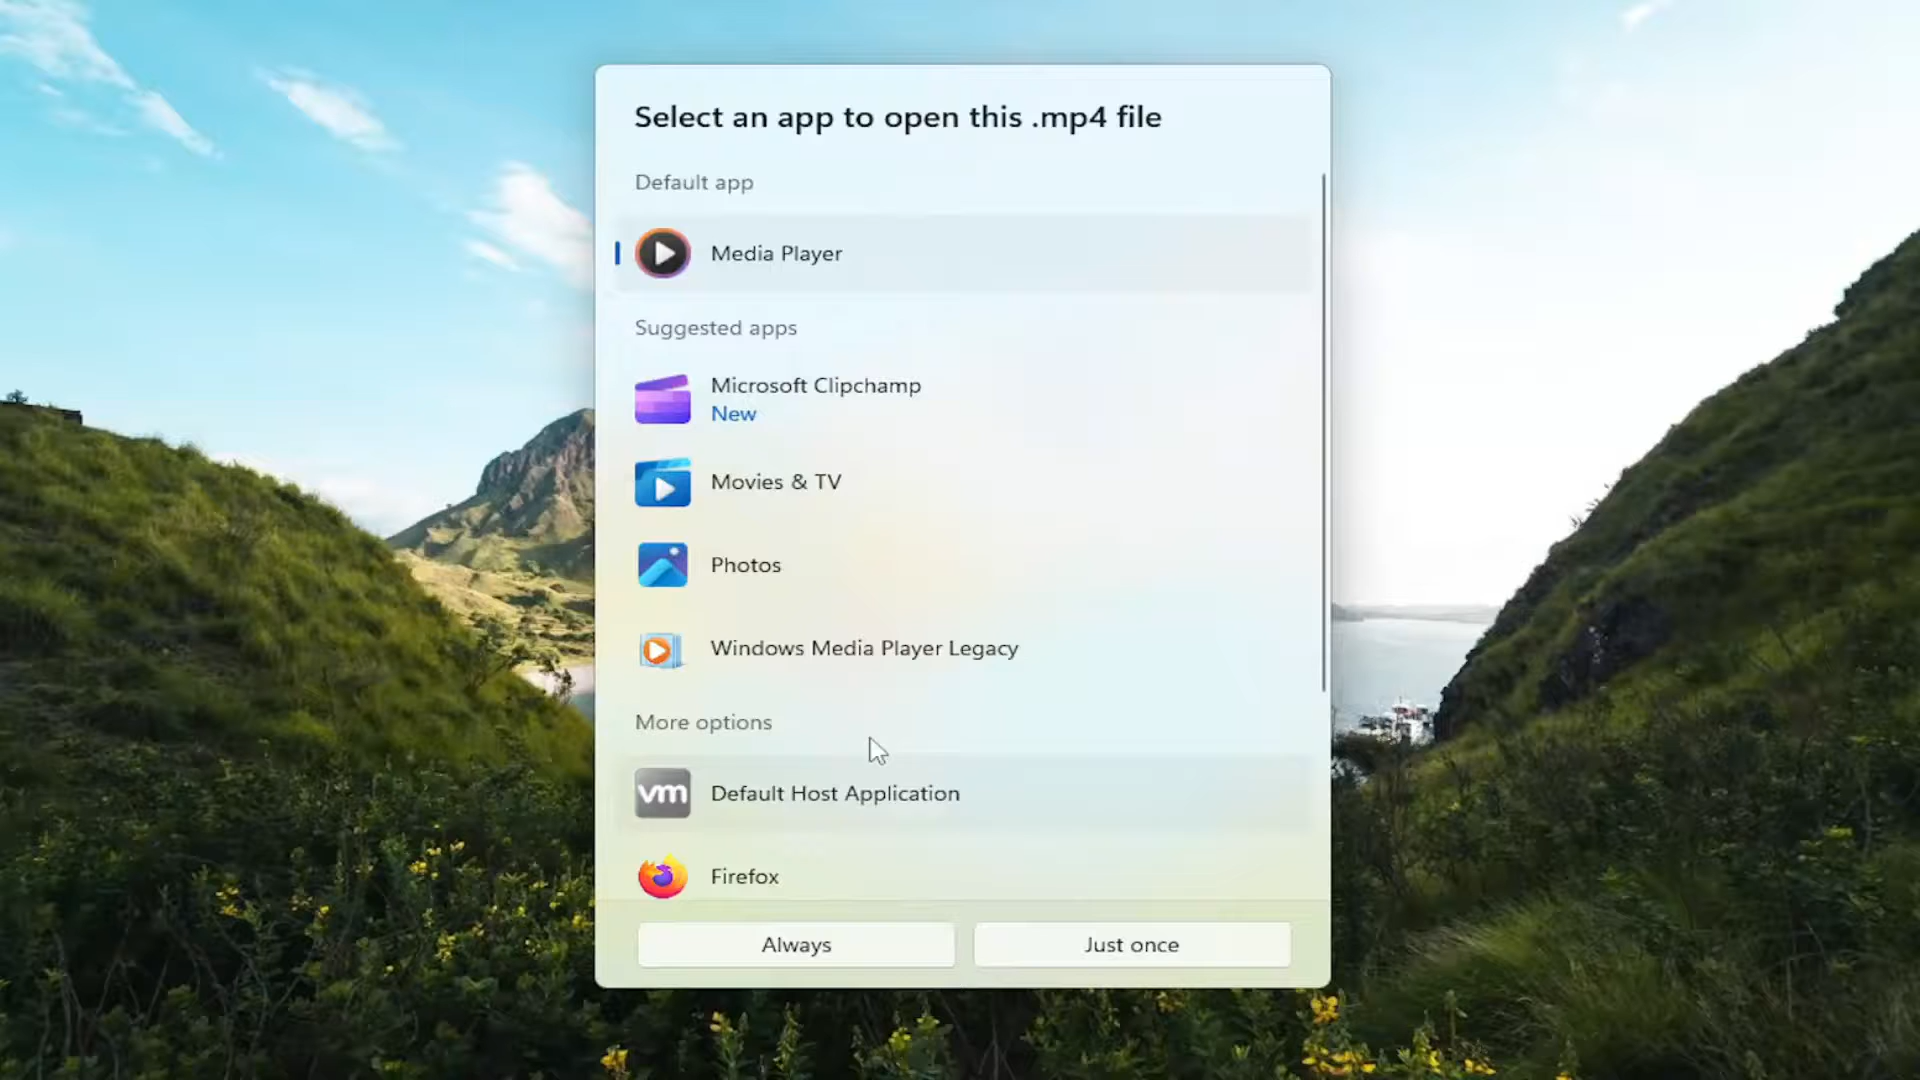 Select an app to open this .mp4 file
Default app
Media Player
Suggested apps
Microsoft Clipchamp
New
Movies & TV
Photos
Windows Media Player Legacy
More options
vm
Default Host Application
Firefox
Always
Just once